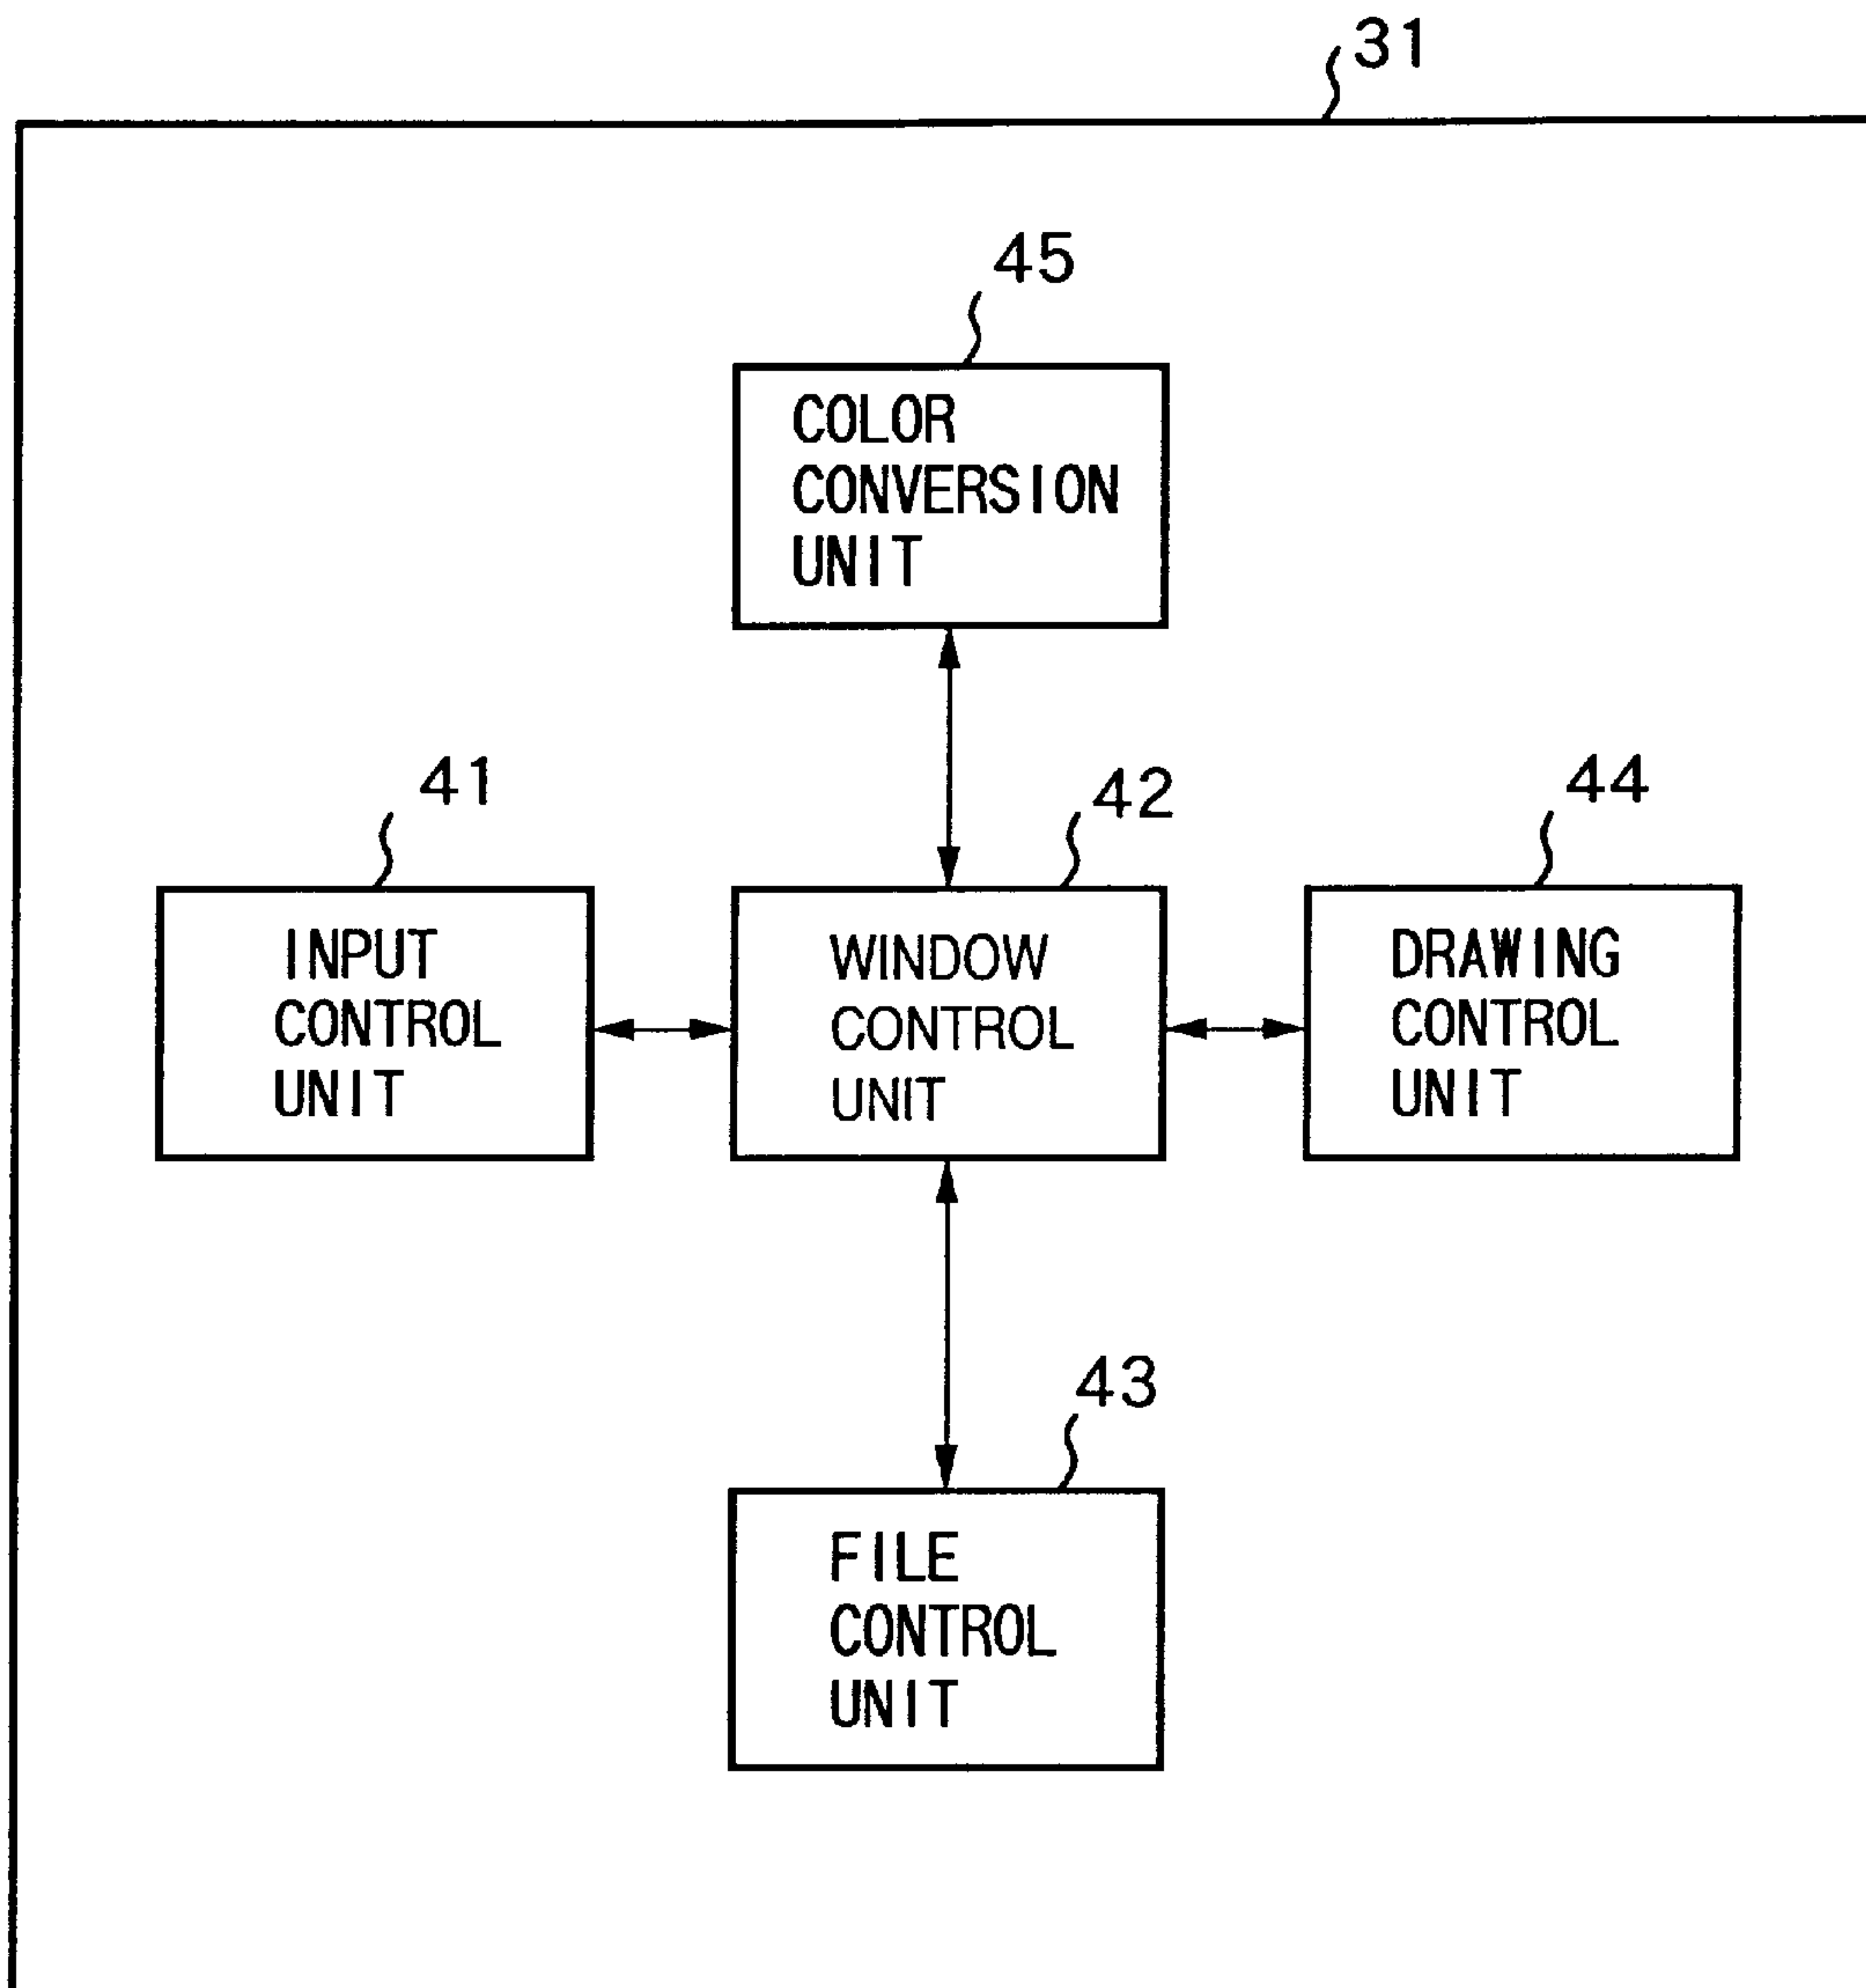 31
45
COLOR
CONVERSION
UNIT
41
42
44
INPUT
CONTROL
UNIT
WINDOW
CONTROL
UNIT
DRAWING
CONTROL
UNIT
43
FILE
CONTROL
UNIT